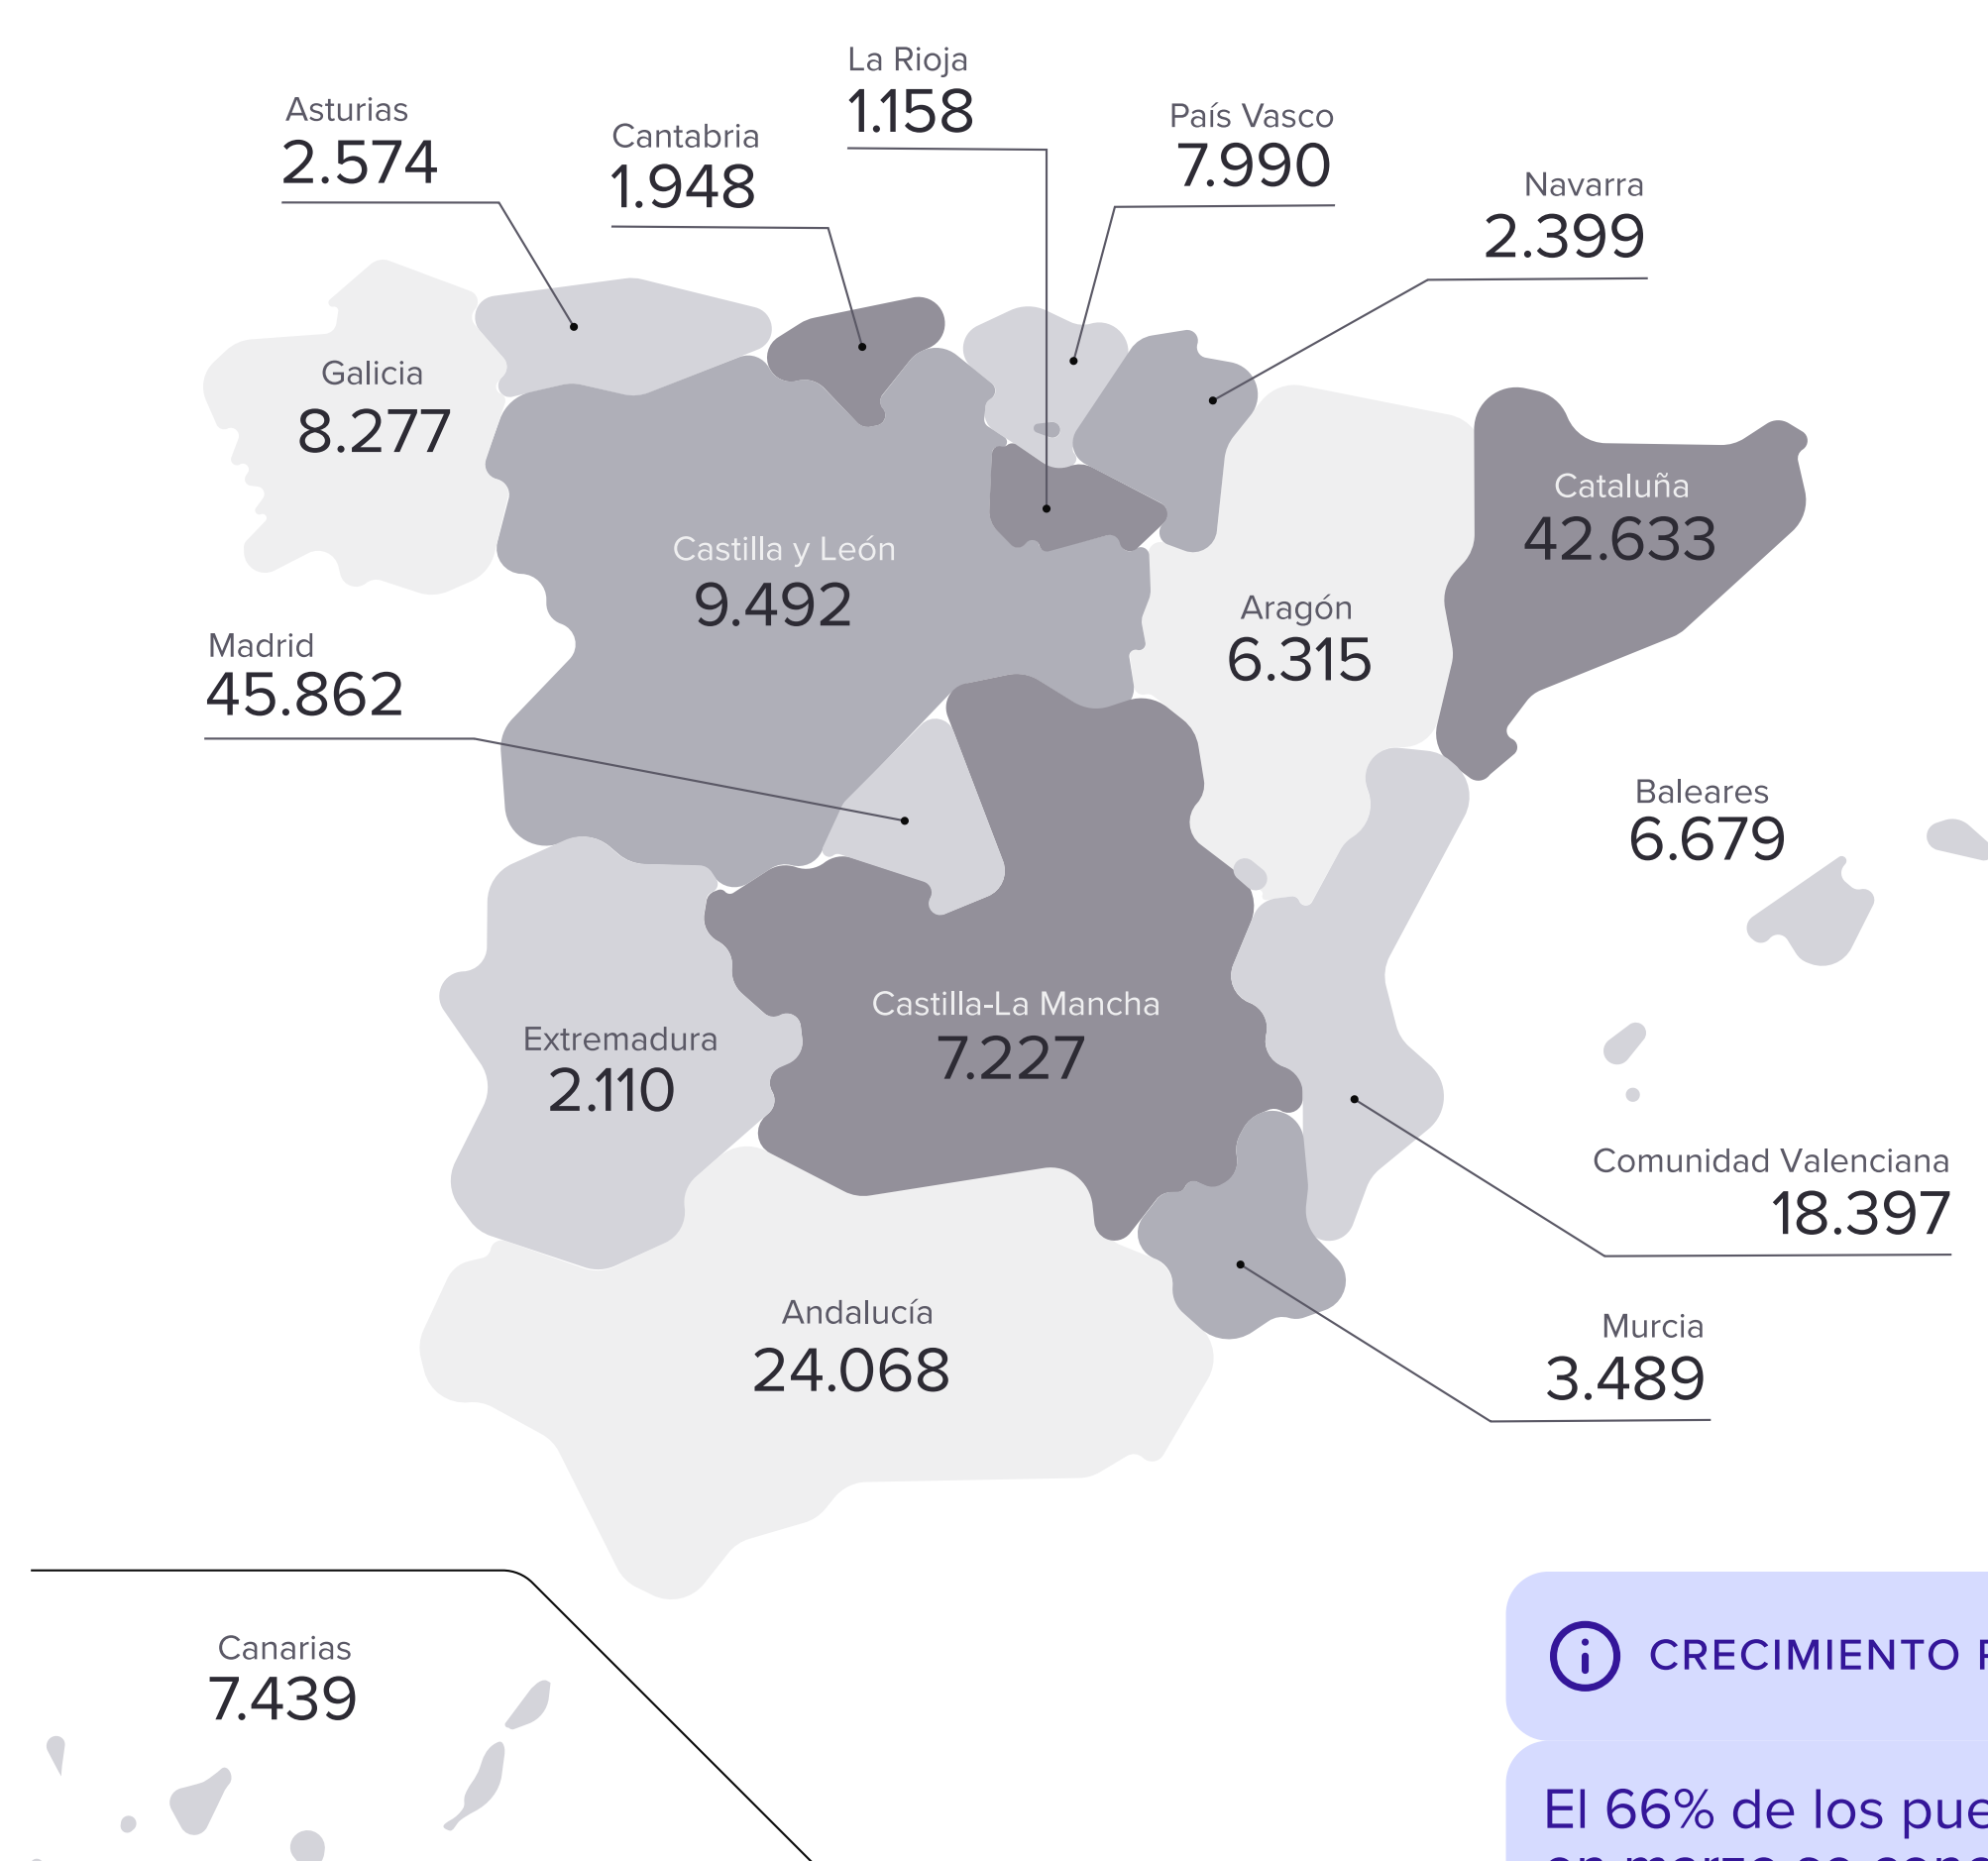 La Rioja
1.158
Asturias
2.574
Cantabria
1.948
País Vasco
7.990
Navarra
2.399
Galicia
8.277
Cataluña
42.633
Castilla y León
9.492
Aragón
6.315
Madrid
45.862
Baleares
6.679
Castilla-La Mancha
7.227
Extremadura
2.110
Comunidad Valenciana
18.397
Andalucía
24.068
Murcia
3.489
Canarias
7.439
CRECIMIENTO
El 66% de los